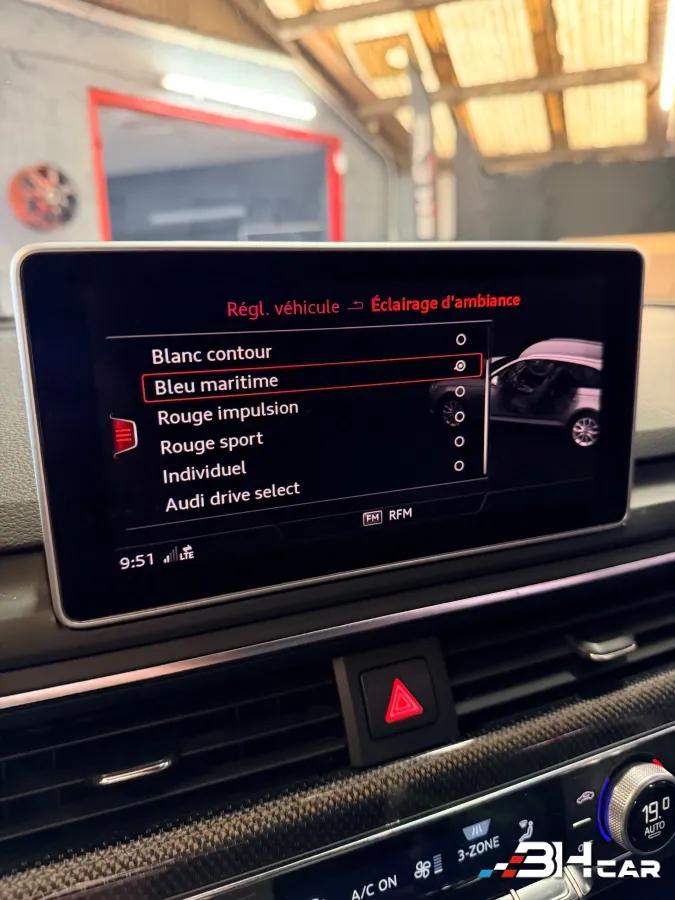 Régl. véhicule Éclairage d'ambiance
Blanc contour
Bleu maritime
Rouge impulsion
Rouge sport
Individuel
Audi drive select
FM RFM
9:51 LTE
19.0
AUTO
3-ZONE
A/C ON
3HCAR